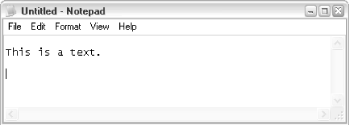 Untitled - Notepad
File Edit Format View Help
This is a text.